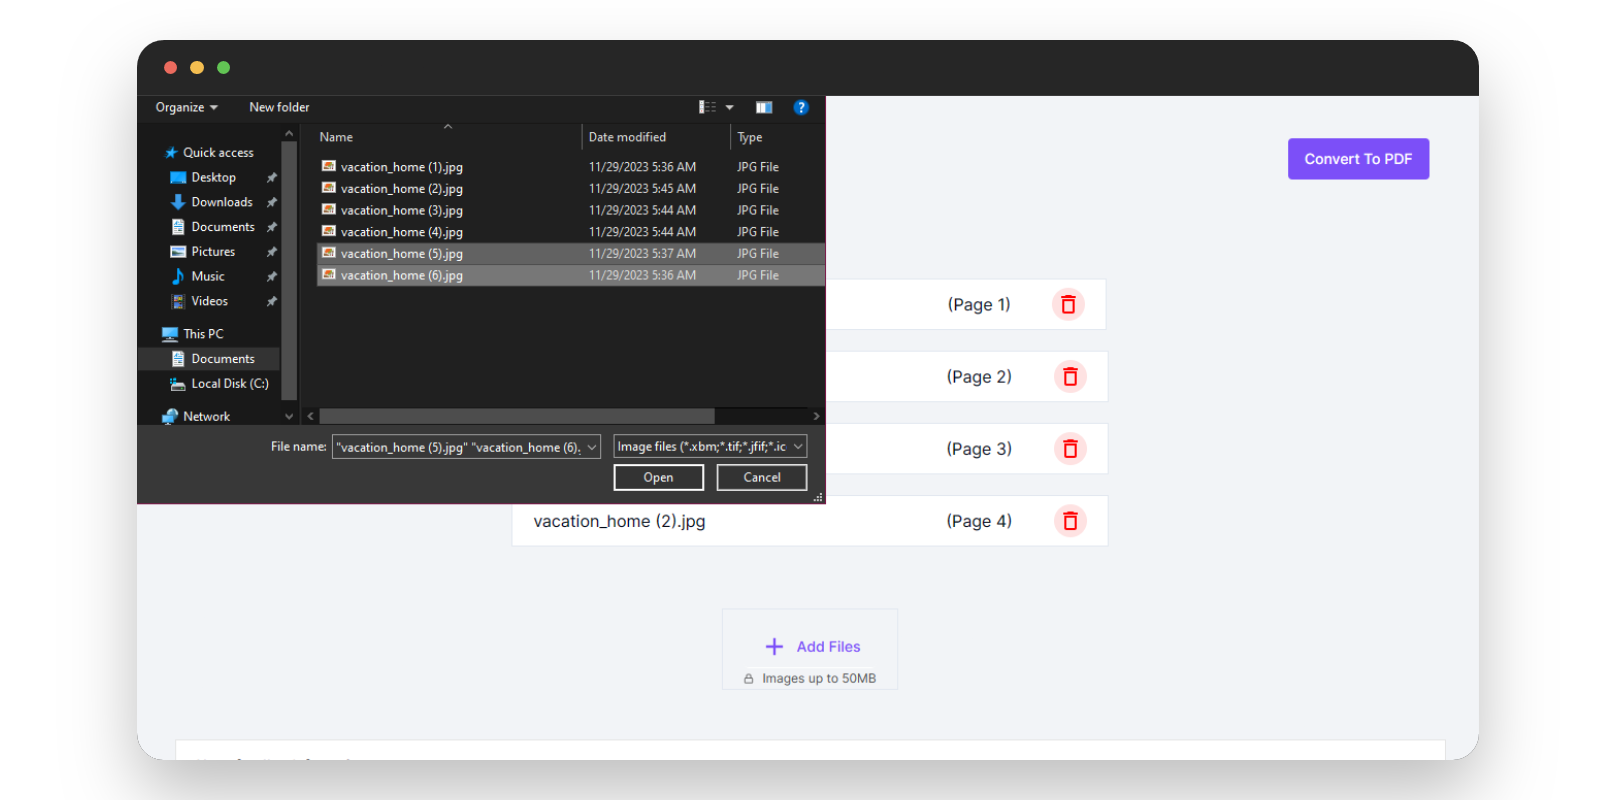 Organize New folder
Name Date modified Type
Quick access
Desktop
Downloads
Documents
Pictures
Music
Videos
This PC
Documents
Local Disk (C:)
Network
vacation_home (1).jpg 11/29/2023 5:36 AM JPG File
vacation_home (2).jpg 11/29/2023 5:45 AM JPG File
vacation_home (3).jpg 11/29/2023 5:44 AM JPG File
vacation_home (4).jpg 11/29/2023 5:44 AM JPG File
vacation_home (5).jpg 11/29/2023 5:37 AM JPG File
vacation_home (6).jpg 11/29/2023 5:36 AM JPG File
File name: "vacation_home (5).jpg" "vacation_home (6). Image files (*.xbm;*.tif;*.jfif;*.ic
Open Cancel
Convert To PDF
(Page 1)
(Page 2)
(Page 3)
vacation_home (2).jpg (Page 4)
Add Files
Images up to 50MB